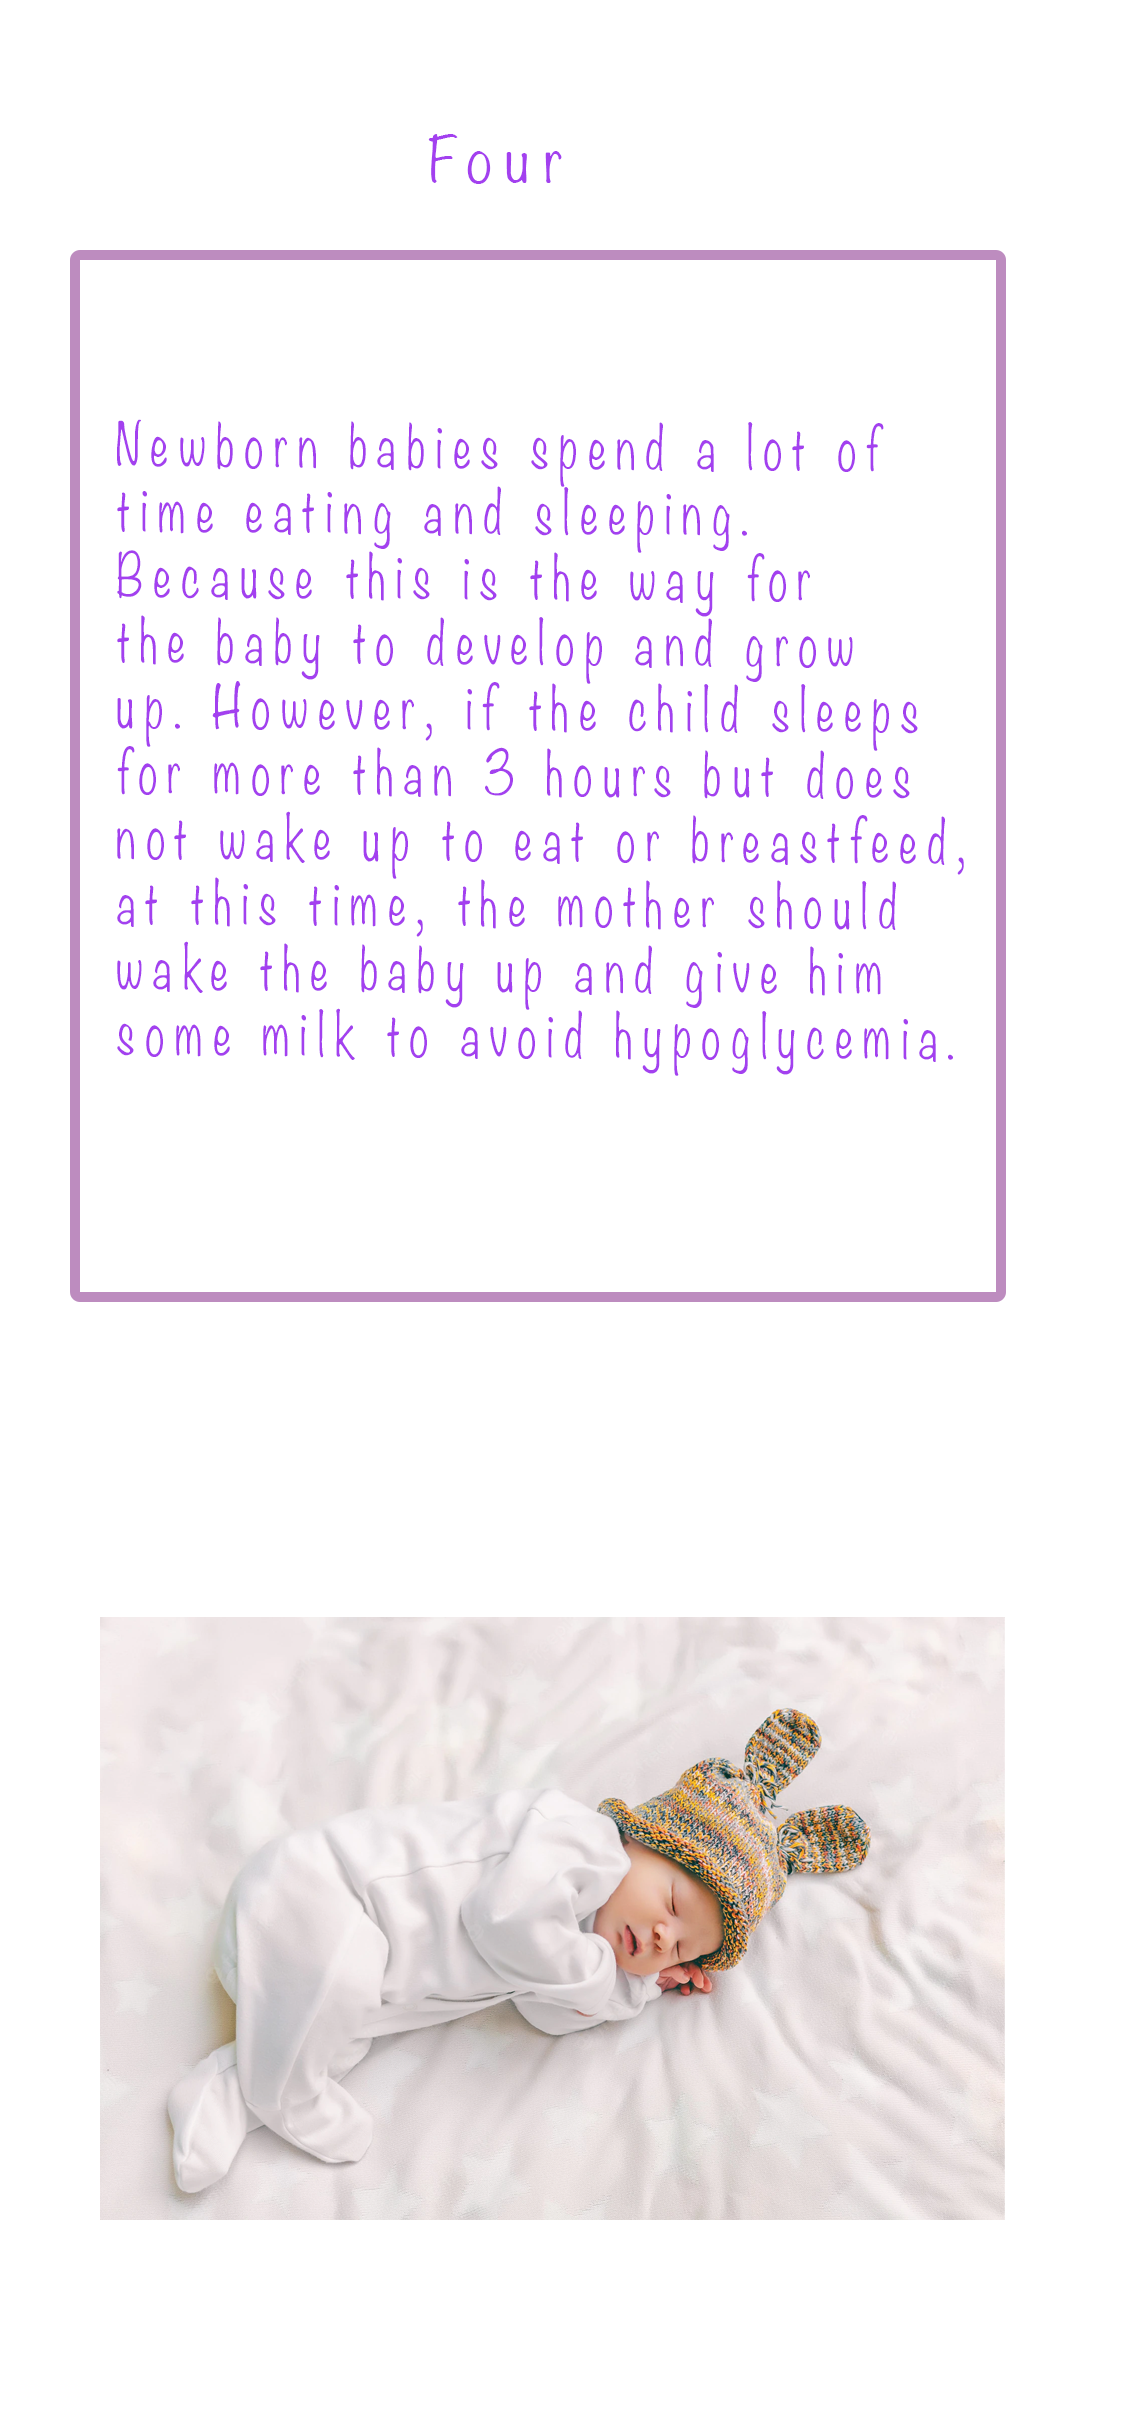 Four
Newborn babies spend a lot of
time eating and sleeping.
Because this is the way for
the baby to develop and grow
up. However, if the child sleeps
for more than 3 hours but does
not wake up to eat or breastfeed,
at this time, the mother should
wake the baby up and give him
some milk to avoid hypoglycemia.